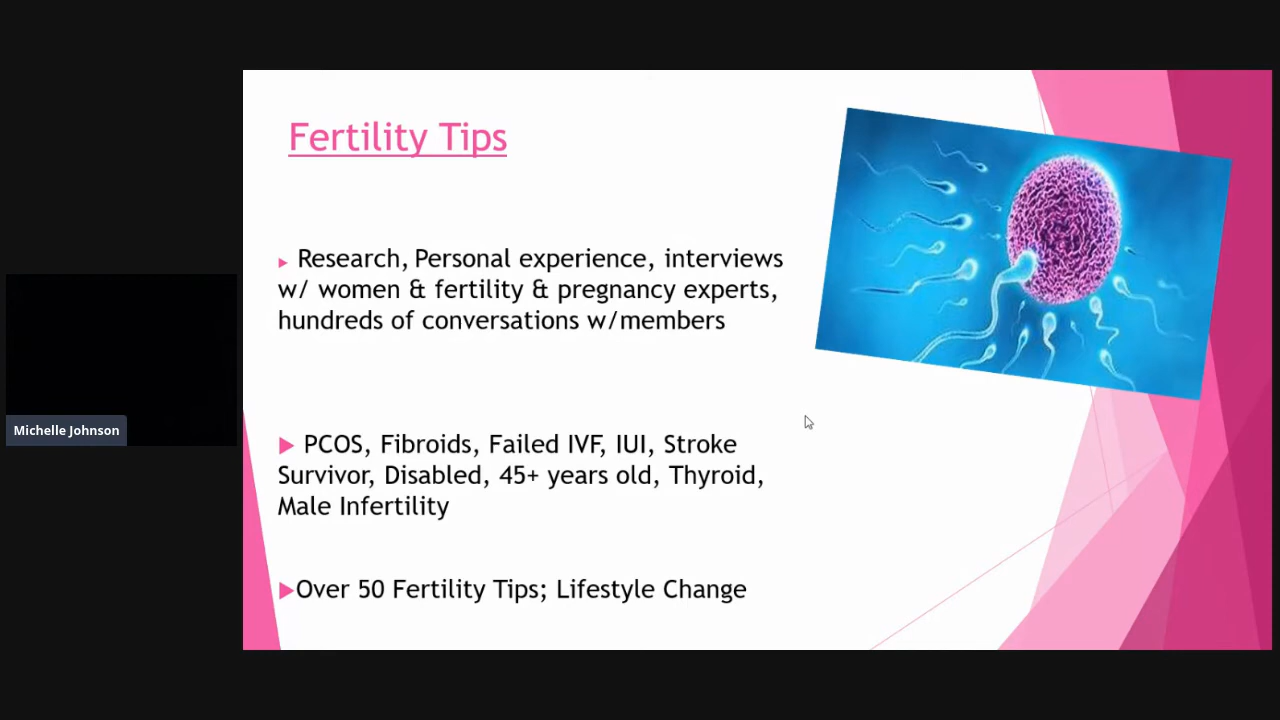 Fertility Tips
Research, Personal experience, interviews
w/ women & fertility & pregnancy experts,
hundreds of conversations w/members
PCOS, Fibroids, Failed IVF, IUI, Stroke
Survivor, Disabled, 45+ years old, Thyroid,
Male Infertility
Over 50 Fertility Tips; Lifestyle Change
Michelle Johnson